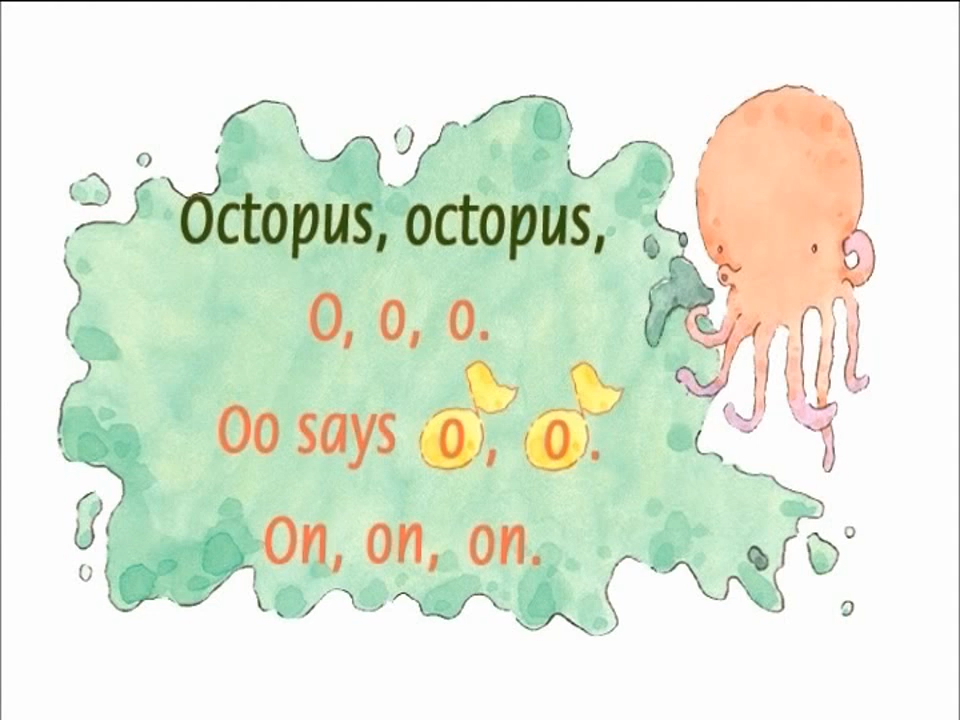 Octopus, octopus,
O, o, o.
Oo says o, o.
On, on, on.